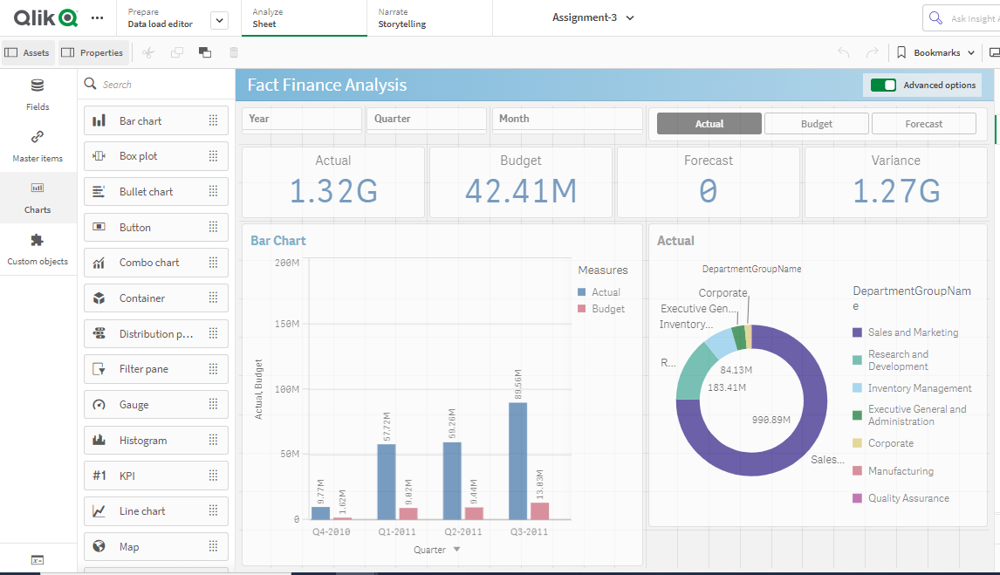 Qlik
Prepare
Data load editor
Analyze
Sheet
Narrate
Storytelling
Assignment-3
Ask Insight
Assets
Properties
Bookmarks
Fields
Master items
Charts
Custom objects
Search
Bar chart
Box plot
Bullet chart
Button
Combo chart
Container
Distribution p...
Filter pane
Gauge
Histogram
#1 KPI
Line chart
Map
Fact Finance Analysis
Advanced options
Year
Quarter
Month
Actual
Budget
Forecast
Actual
1.32G
Budget
42.41M
Forecast
0
Variance
1.27G
Bar Chart
200M
150M
100M
50M
0
Actual, Budget
9.77M
1.62M
57.72M
9.02M
59.26M
9.44M
89.56M
13.03M
Q4-2010
Q1-2011
Q2-2011
Q3-2011
Quarter
Measures
Actual
Budget
Actual
DepartmentGroupName
Corporate
Executive Gen...
Inventory...
R...
84.13M
183.41M
990.89M
Sales...
DepartmentGroupNam
e
Sales and Marketing
Research and
Development
Inventory Management
Executive General and
Administration
Corporate
Manufacturing
Quality Assurance